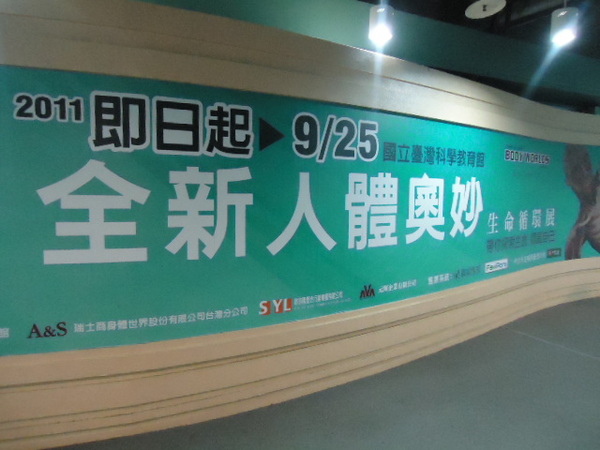 2011 即日起▶9/25 國立臺灣科學教育館
BODY WORLDS
全新人體奧妙
生命循環展
A&S 瑞士商身體世界股份有限公司台灣分公司
SYL
AVA